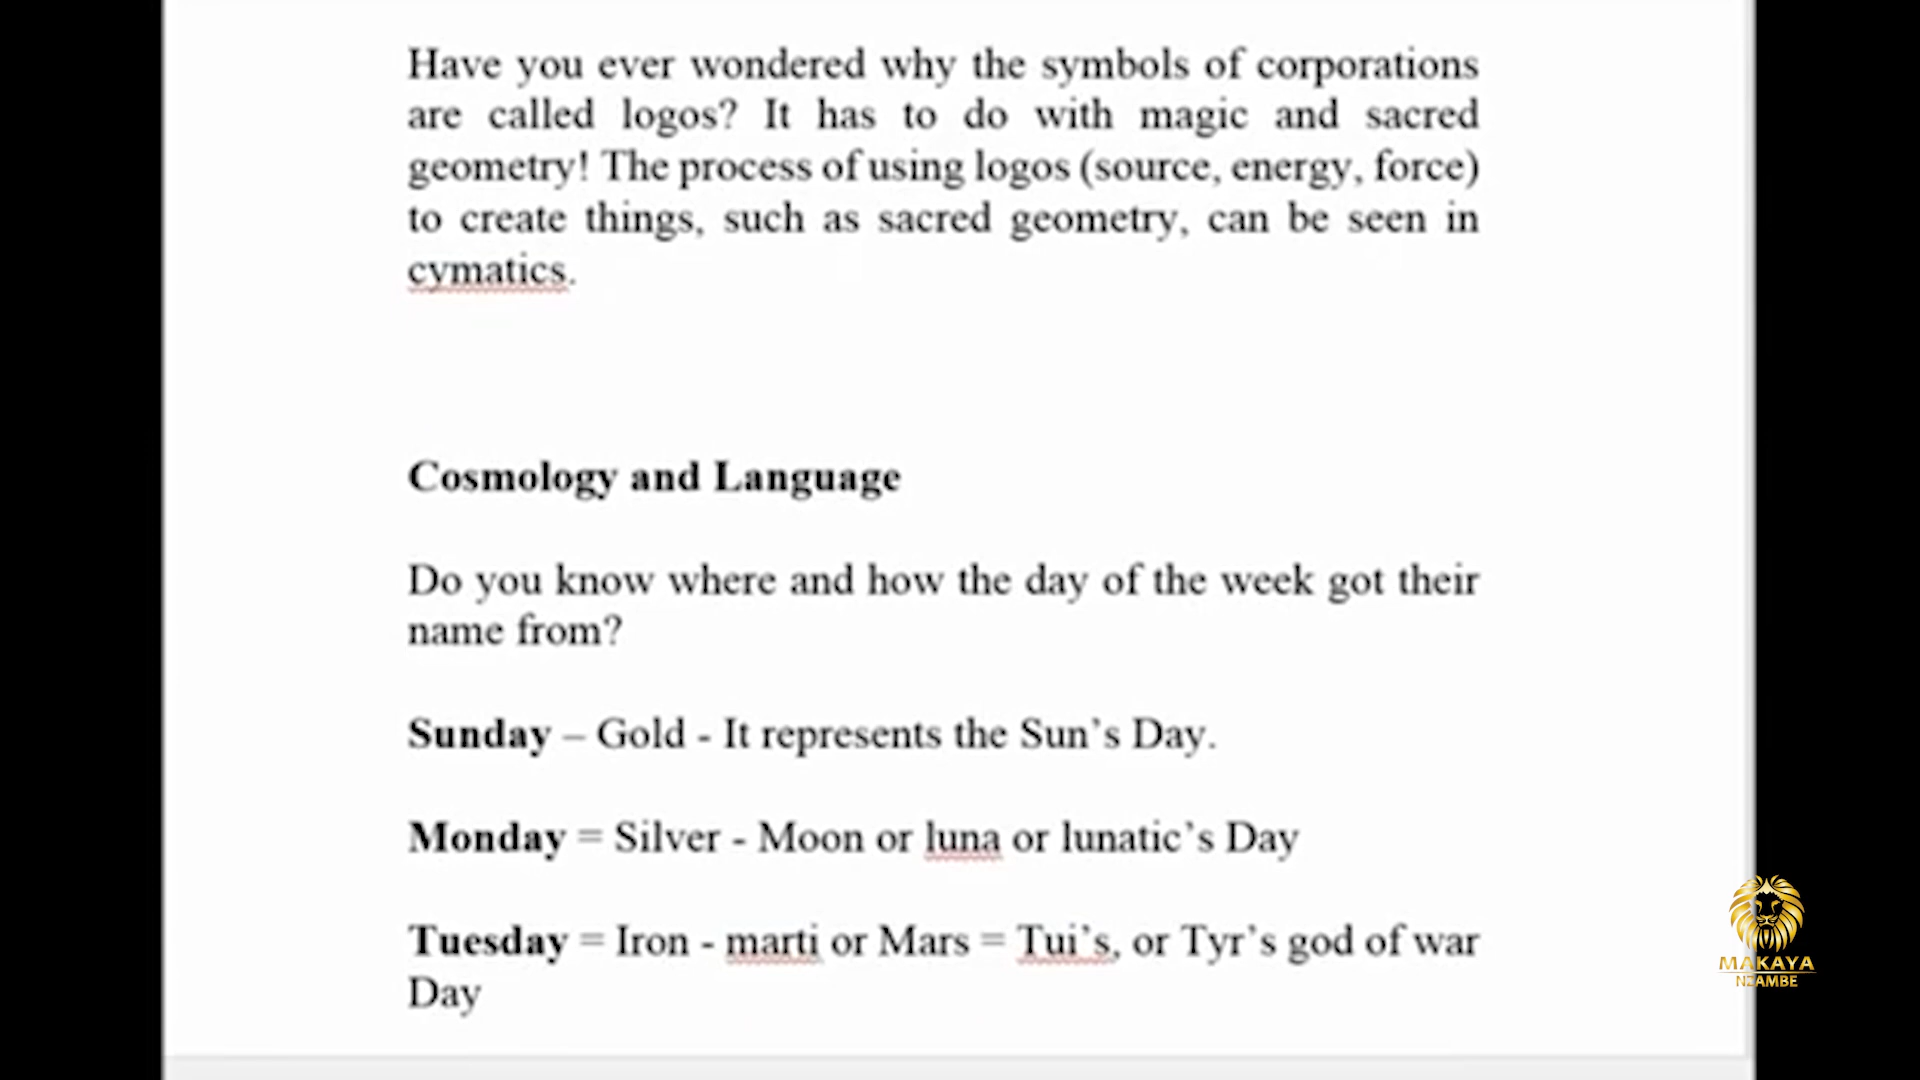 Have you ever wondered why the symbols of corporations
are called logos? It has to do with magic and sacred
geometry! The process of using logos (source, energy, force)
to create things, such as sacred geometry, can be seen in
cymatics.
Cosmology and Language
Do you know where and how the day of the week got their
name from?
Sunday – Gold - It represents the Sun’s Day.
Monday = Silver - Moon or luna or lunatic’s Day
Tuesday = Iron - marti or Mars = Tui’s, or Tyr’s god of war
Day
MAKAYA
NZAMBE